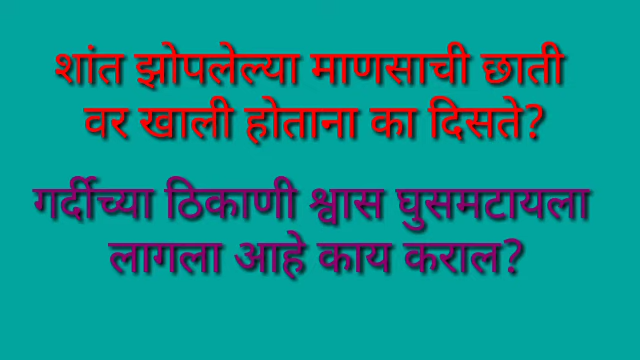 शांत झोपलेल्या माणसाची छाती
वर खाली होताना का दिसते?
गर्दीच्या ठिकाणी श्वास घुसमटायला
लागला आहे काय कराल?